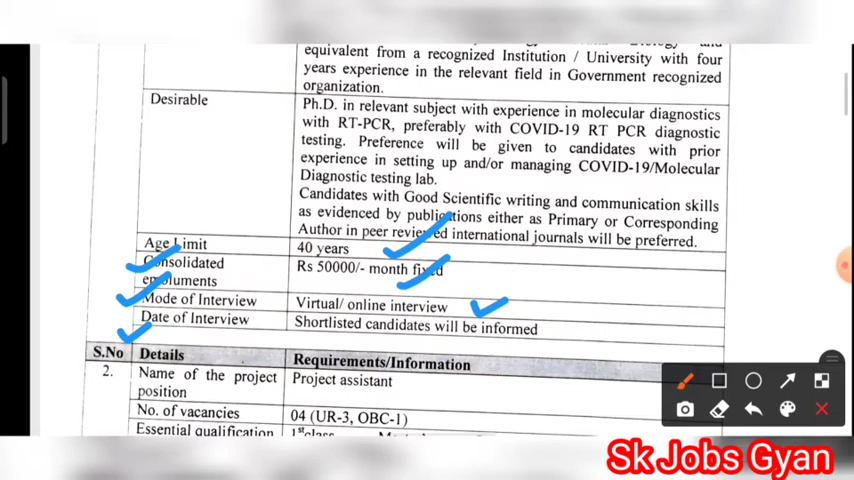 equivalent from a recognized Institution / University with four
years experience in the relevant field in Government recognized
organization.
Desirable
Ph.D. in relevant subject with experience in molecular diagnostics
with RT-PCR, preferably with COVID-19 RT PCR diagnostic
testing. Preference will be given to candidates with prior
experience in setting up and/or managing COVID-19/Molecular
Diagnostic testing lab.
Candidates with Good Scientific writing and communication skills
as evidenced by publications either as Primary or Corresponding
Author in peer reviewed international journals will be preferred.
Age Limit
40 years
Consolidated
emoluments
Rs 50000/- month fixed
Mode of Interview
Virtual/ online interview
Date of Interview
Shortlisted candidates will be informed
S.No Details Requirements/Information
2. Name of the project
position
Project assistant
No. of vacancies
04 (UR-3, OBC-1)
Essential qualification
1st class
Sk Jobs Gyan